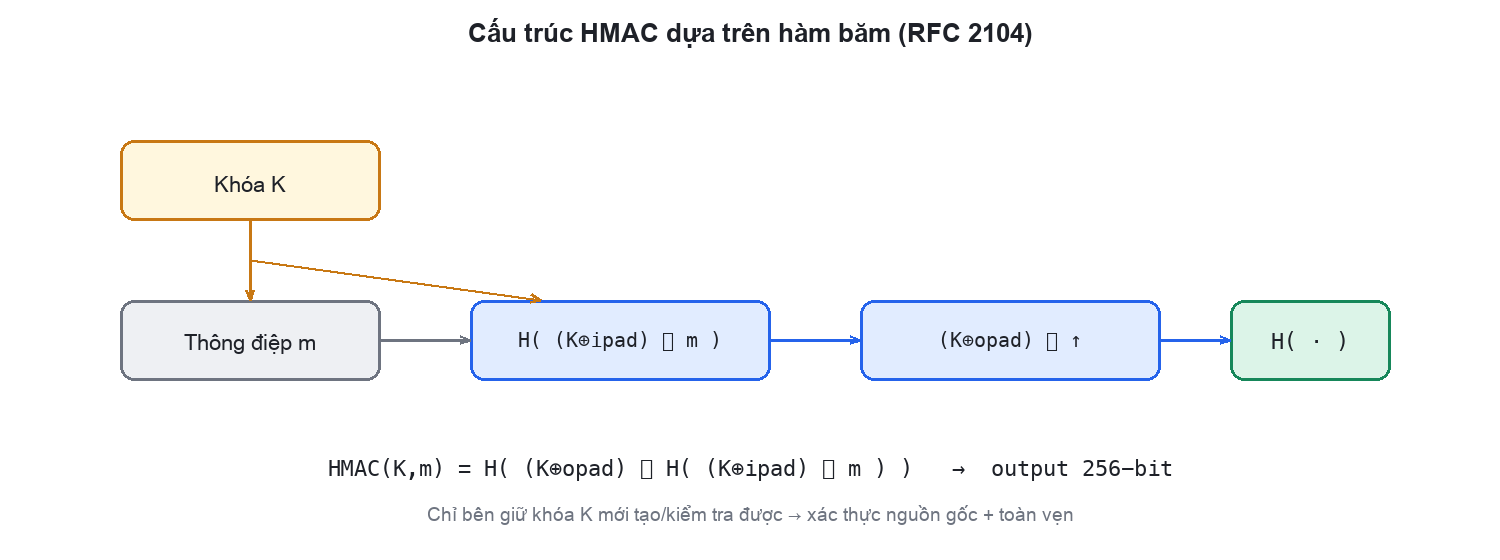 Cấu trúc HMAC dựa trên hàm băm (RFC 2104)
Khóa K
Thông điệp m
H( (K⊕ipad) ▯ m )
(K⊕opad) ▯ ↑
H( · )
HMAC(K,m) = H( (K⊕opad) ▯ H( (K⊕ipad) ▯ m ) ) → output 256−bit
Chỉ bên giữ khóa K mới tạo/kiểm tra được → xác thực nguồn gốc + toàn vẹn